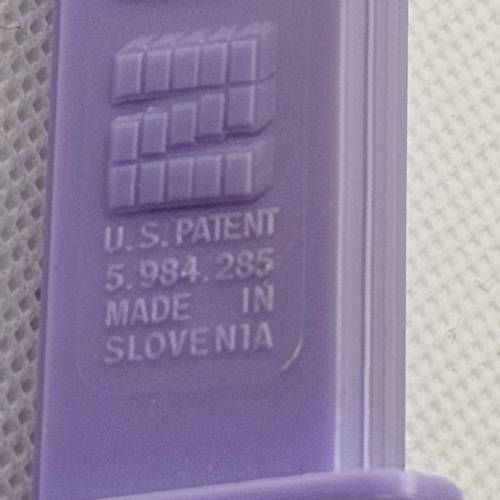 U.S. PATENT
5.984.285
MADE IN
SLOVENIA